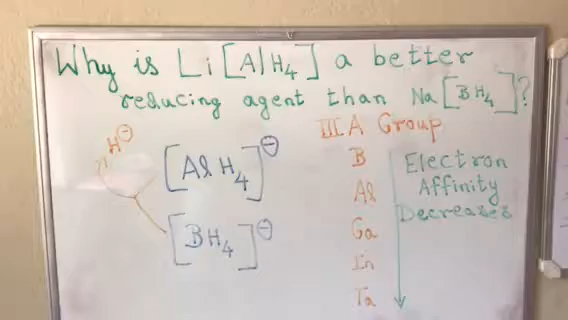 Why is Li[AlH₄] a better
reducing agent than Na[BH₄]?
H⊖
[AlH₄]⊖
[BH₄]⊖
III A Group
B
Al
Ga
In
Ta
Electron
Affinity
Decreases